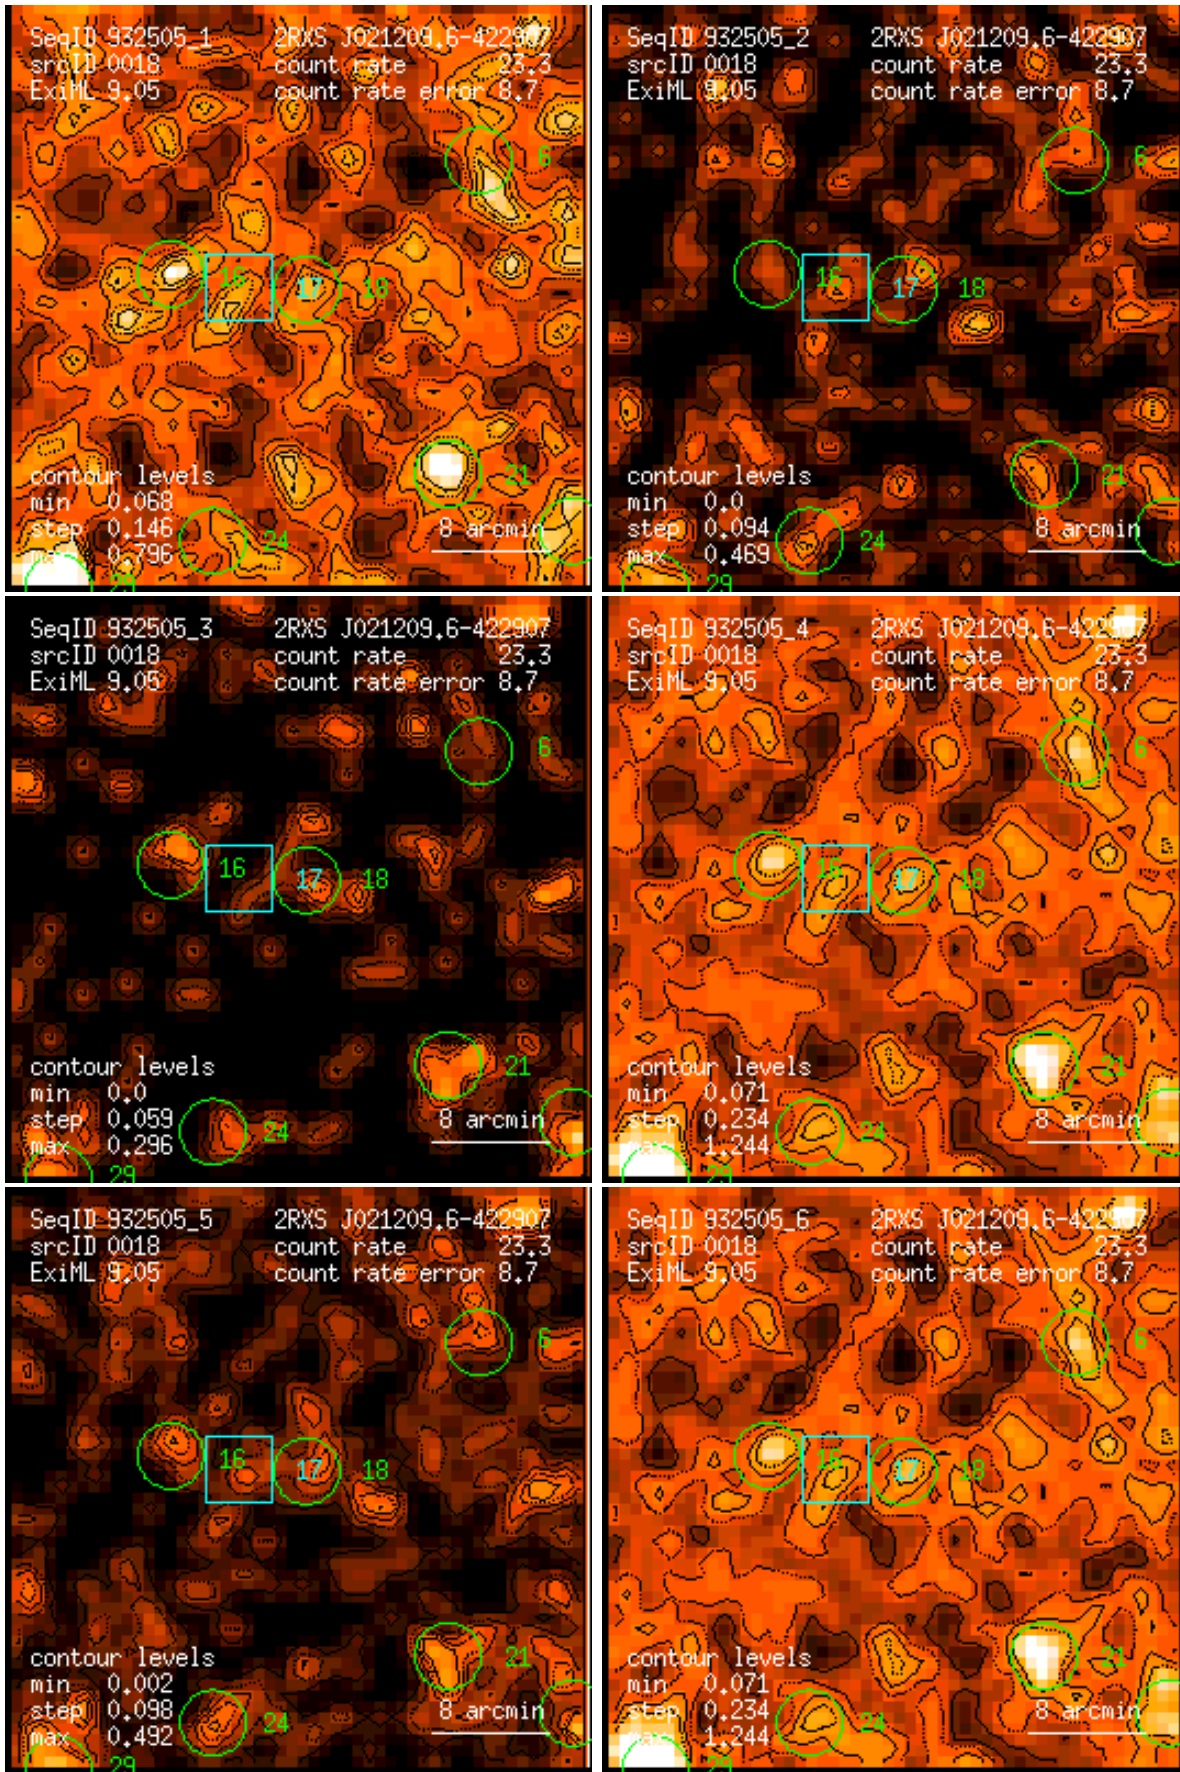 SeqID 932505_1 2RXS J021209.6-422907
srcID 0018 count rate 23.3
ExiML 9.05 count rate error 8.7
6
16 17 18
21
contour levels
min 0.068
step 0.146 8 arcmin
max 0.796 24
29
SeqID 932505_2 2RXS J021209.6-422907
srcID 0018 count rate 23.3
ExiML 9.05 count rate error 8.7
6
16 17 18
21
contour levels
min 0.0
step 0.094 8 arcmin
max 0.469 24
29
SeqID 932505_3 2RXS J021209.6-422907
srcID 0018 count rate 23.3
ExiML 9.05 count rate error 8.7
6
16 17 18
21
contour levels
min 0.0
step 0.059 8 arcmin
max 0.296 24
29
SeqID 932505_4 2RXS J021209.6-422907
srcID 0018 count rate 23.3
ExiML 9.05 count rate error 8.7
6
16 17 18
21
contour levels
min 0.071
step 0.234 8 arcmin
max 1.244 24
29
SeqID 932505_5 2RXS J021209.6-422907
srcID 0018 count rate 23.3
ExiML 9.05 count rate error 8.7
6
16 17 18
21
contour levels
min 0.002
step 0.098 8 arcmin
max 0.492 24
29
SeqID 932505_6 2RXS J021209.6-422907
srcID 0018 count rate 23.3
ExiML 9.05 count rate error 8.7
6
16 17 18
21
contour levels
min 0.071
step 0.234 8 arcmin
max 1.244 24
29